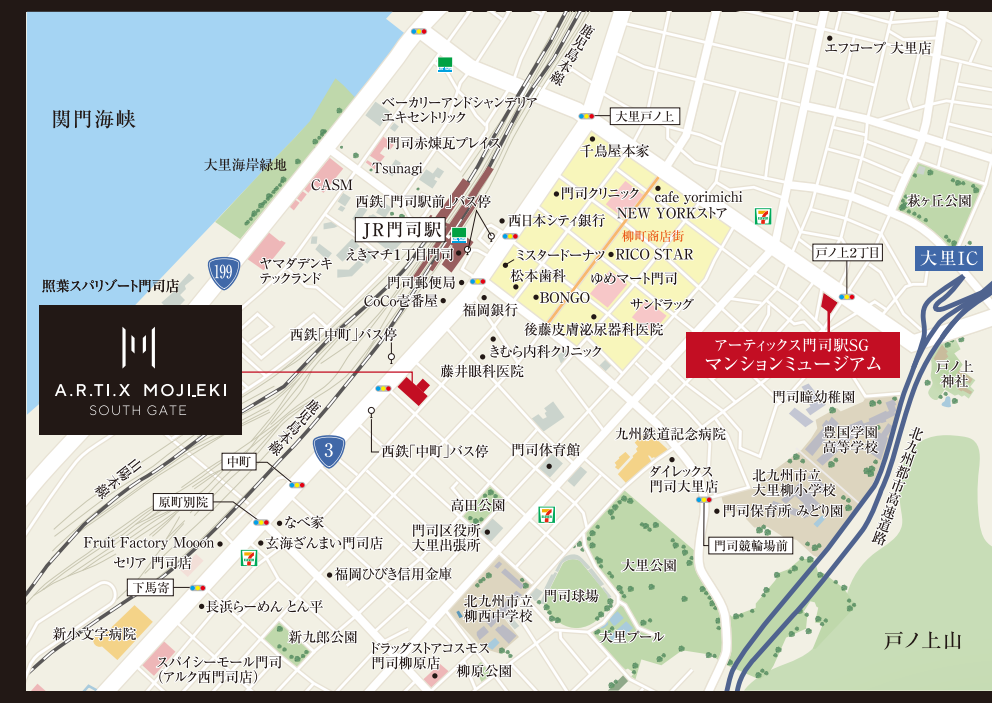 エフコープ 大里店
鹿児島本線
関門海峡
ベーカリーアンドシャンデリア
エキセントリック
大里戸ノ上
門司赤煉瓦プレイス
千鳥屋本家
大里海岸緑地
Tsunagi
CASM
西鉄「門司駅前」バス停
門司クリニック
cafe yorimichi
NEW YORKストア
萩ヶ丘公園
JR門司駅
西日本シティ銀行
柳町商店街
えきマチ1丁目門司
ミスタードーナツ
RICO STAR
戸ノ上2丁目
大里IC
ヤマダデンキ
テックランド
199
松本歯科
ゆめマート門司
照葉スパリゾート門司店
門司郵便局
CoCo壱番屋
BONGO
サンドラッグ
福岡銀行
後藤皮膚泌尿器科医院
西鉄「中町」バス停
きむら内科クリニック
アーティックス門司駅SG
マンションミュージアム
藤井眼科医院
戸ノ上
神社
A.R.TI.X MOJI_EKI
SOUTH GATE
門司瞳幼稚園
鹿児島本線
3
西鉄「中町」バス停
門司体育館
九州鉄道記念病院
豊国学園
高等学校
北九州都市高速道路
山陽本線
中町
ダイレックス
門司大里店
北九州市立
大里柳小学校
原町別院
高田公園
門司保育所 みどり園
なべ家
門司区役所
大里出張所
Fruit Factory Mooon
玄海ざんまい門司店
門司競輪場前
セリア 門司店
大里公園
下馬寄
福岡ひびき信用金庫
長浜らーめん とん平
北九州市立
柳西中学校
門司球場
新小文字病院
新九郎公園
大里プール
戸ノ上山
スパイシーモール門司
(アルク西門司店)
ドラッグストアコスモス
門司柳原店
柳原公園